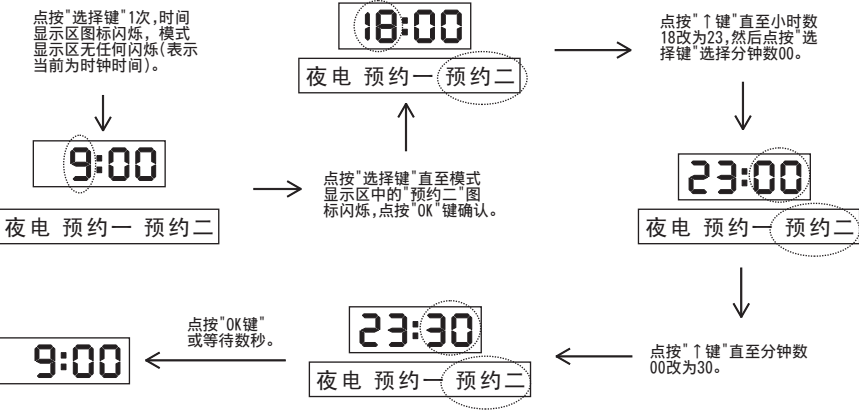 点按"选择键"1次,时间
显示区图标闪烁，模式
显示区无任何闪烁(表示
当前为时钟时间)。
9:00
夜电 预约一 预约二
点按"选择键"直至模式
显示区中的"预约二"图
标闪烁,点按"OK"键确认。
18:00
夜电 预约一 预约二
点按"↑键"直至小时数
18改为23,然后点按"选
择键"选择分钟数00。
23:00
夜电 预约一 预约二
点按"↑键"直至分钟数
00改为30。
23:30
夜电 预约一 预约二
点按"OK键"
或等待数秒。
9:00